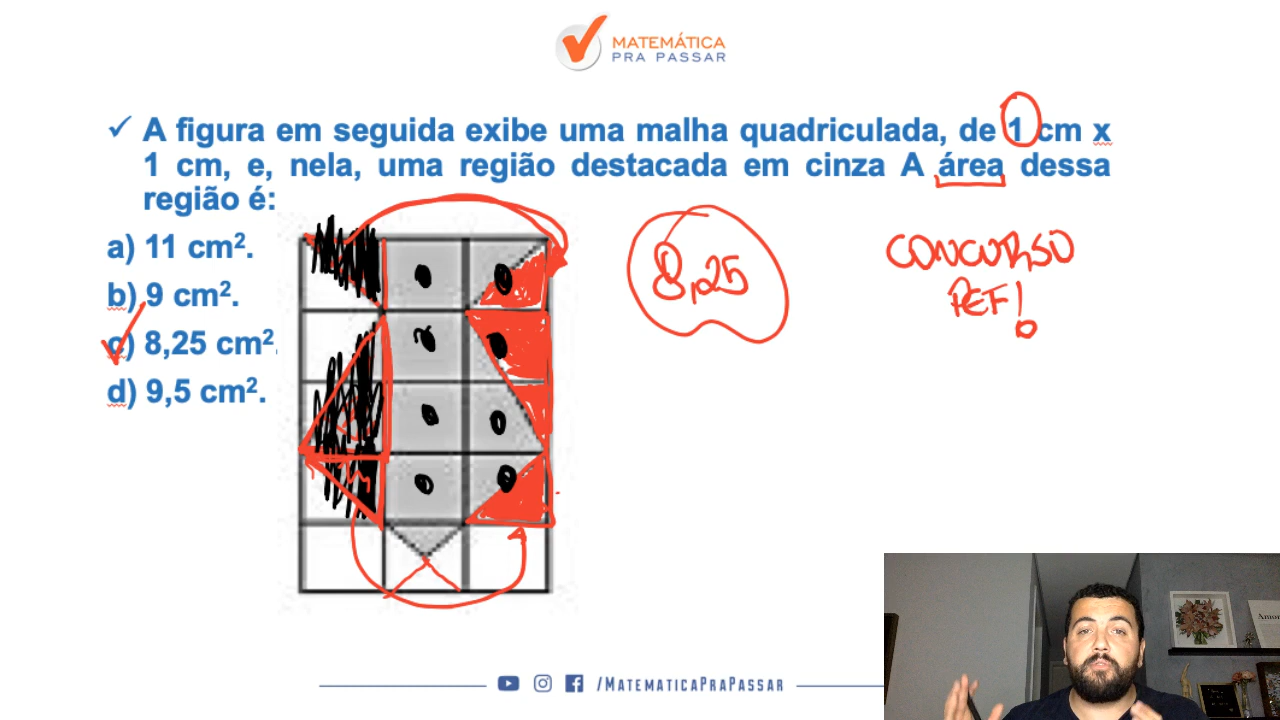 MATEMÁTICA
PRA PASSAR
✓ A figura em seguida exibe uma malha quadriculada, de 1 cm x
1 cm, e, nela, uma região destacada em cinza A área dessa
região é:
a) 11 cm².
b) 9 cm².
c) 8,25 cm².
d) 9,5 cm².
8,25
CONCURSO
PEF!
/MATEMATICAPRAPASSAR